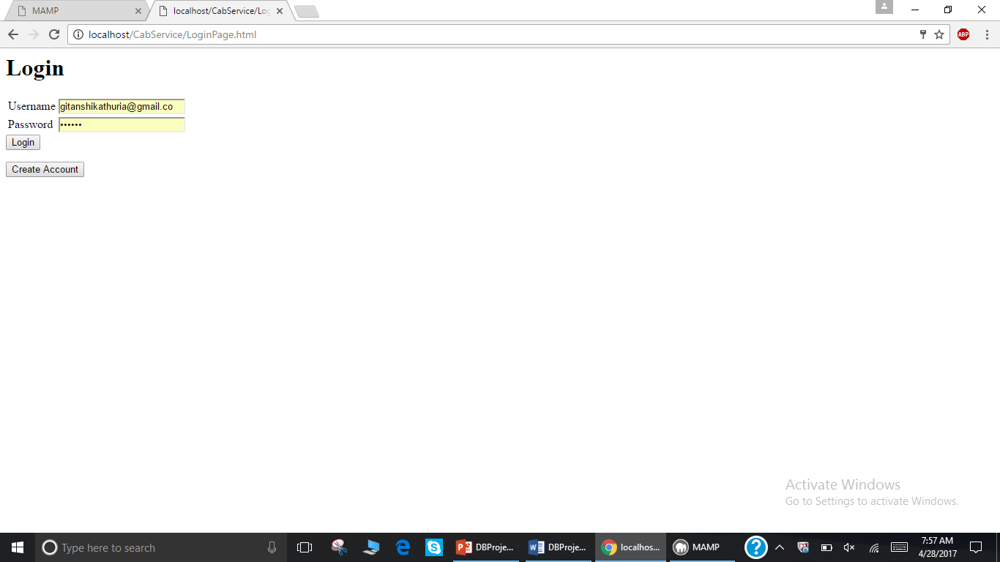 MAMP
localhost/CabService/Lo
localhost/CabService/LoginPage.html
ABP
Login
Username gitanshikathuria@gmail.co
Password ••••••
Login
Create Account
Activate Windows
Go to Settings to activate Windows.
Type here to search
DBProje...
DBProje...
localhos...
MAMP
7:57 AM
4/28/2017